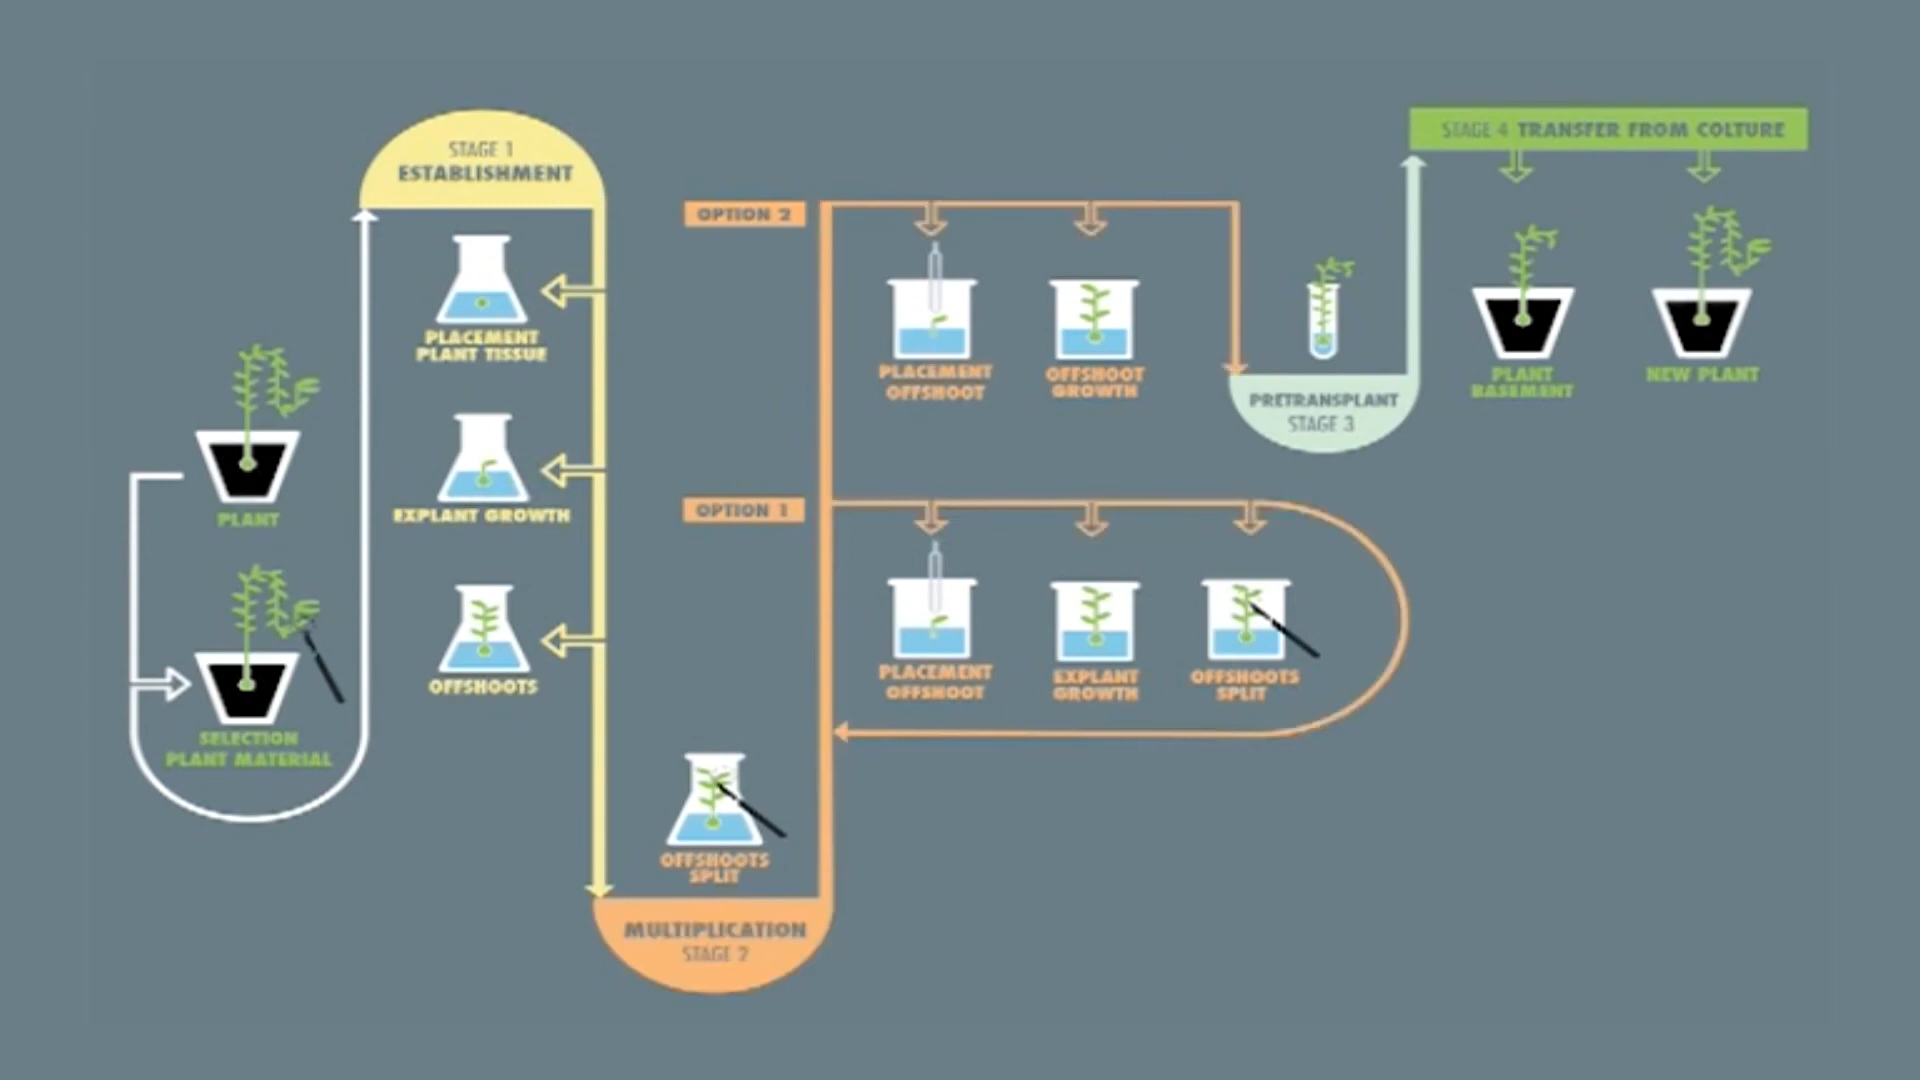 PLANT
SELECTION
PLANT MATERIAL
STAGE 1
ESTABLISHMENT
PLACEMENT
PLANT TISSUE
EXPLANT GROWTH
OFFSHOOTS
OFFSHOOTS
SPLIT
MULTIPLICATION
STAGE 2
OPTION 2
PLACEMENT
OFFSHOOT
OFFSHOOT
GROWTH
OPTION 1
PLACEMENT
OFFSHOOT
EXPLANT
GROWTH
OFFSHOOTS
SPLIT
PRETRANSPLANT
STAGE 3
STAGE 4 TRANSFER FROM COLTURE
PLANT
BASEMENT
NEW PLANT